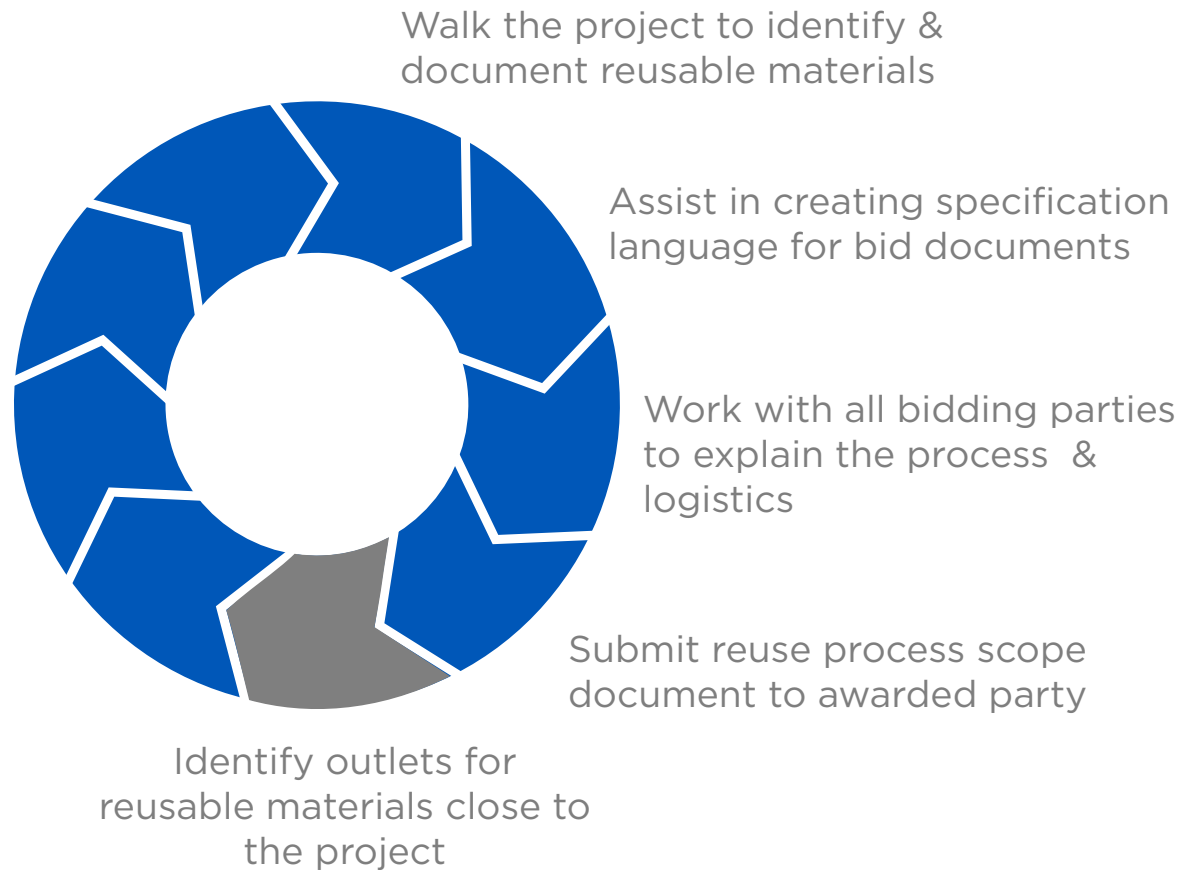 Walk the project to identify &
document reusable materials
Assist in creating specification
language for bid documents
Work with all bidding parties
to explain the process  &
logistics
Submit reuse process scope
document to awarded party
Identify outlets for
reusable materials close to
the project